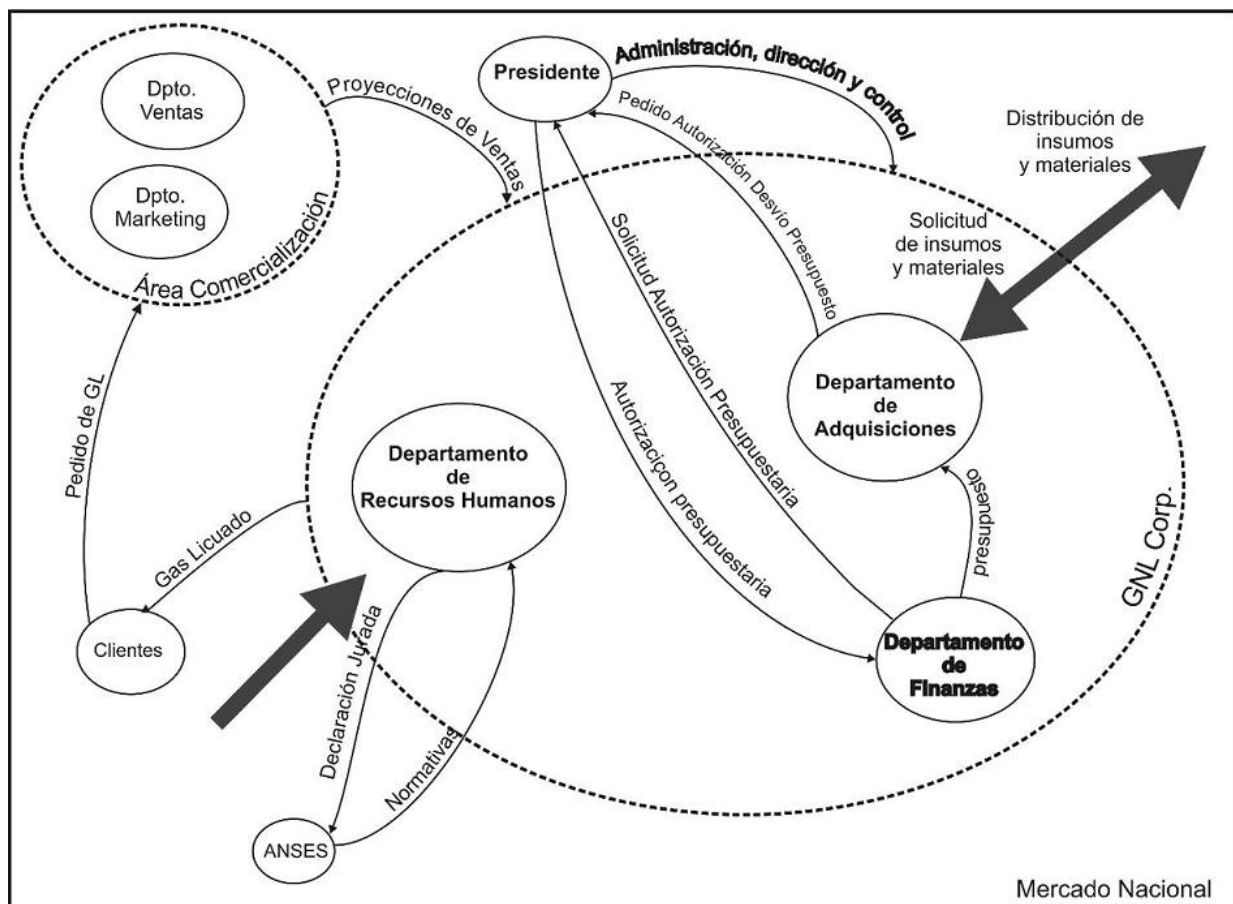 Dpto.
Ventas
Dpto.
Marketing
Área Comercialización
Proyecciones de Ventas
Presidente
Administración, dirección y control
Pedido Autorización Desvío Presupuesto
Distribución de
insumos
y materiales
Solicitud
de insumos
y materiales
Solicitud Autorización Presupuestaria
Autorizaciçon presupuestaria
Departamento
de
Adquisiciones
Pedido de GL
Departamento
de
Recursos Humanos
presupuesto
GNL Corp.
Gas Licuado
Clientes
Declaración Jurada
Normativas
Departamento
de
Finanzas
ANSES
Mercado Nacional